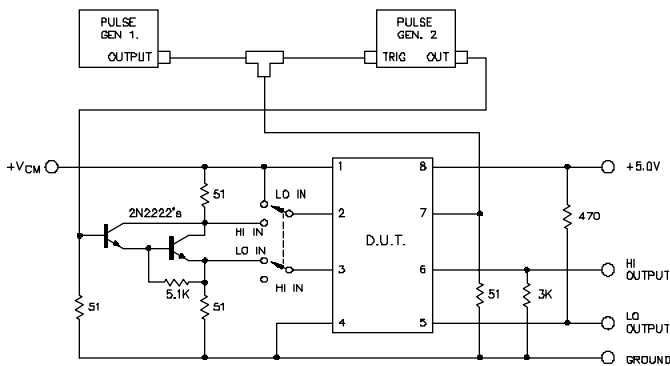 PULSE
GEN 1.
OUTPUT
PULSE
GEN. 2
TRIG OUT
+VCM
1
8
+5.0V
51
LO IN
2N2222's
2
7
470
HI IN
D.U.T.
LO IN
3
6
HI
OUTPUT
5.1K
HI IN
51
51
51
3K
4
5
LO
OUTPUT
GROUND